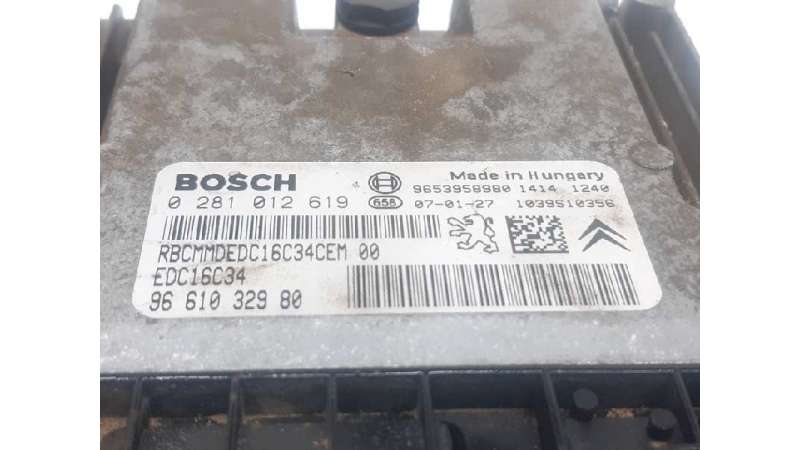 BOSCH
Made in Hungary
9653958980 1414 1240
0 281 012 619
658
07-01-27 1039S10356
RBCMMDEDC16C34CEM 00
EDC16C34
96 610 329 80